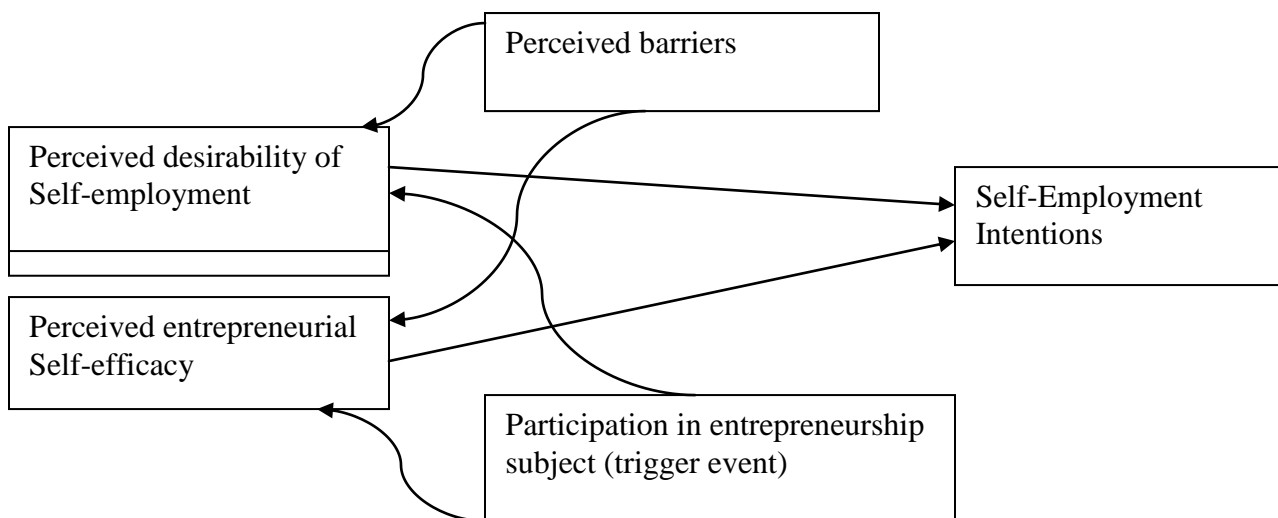 Perceived barriers
Perceived desirability of
Self-employment
Self-Employment
Intentions
Perceived entrepreneurial
Self-efficacy
Participation in entrepreneurship
subject (trigger event)